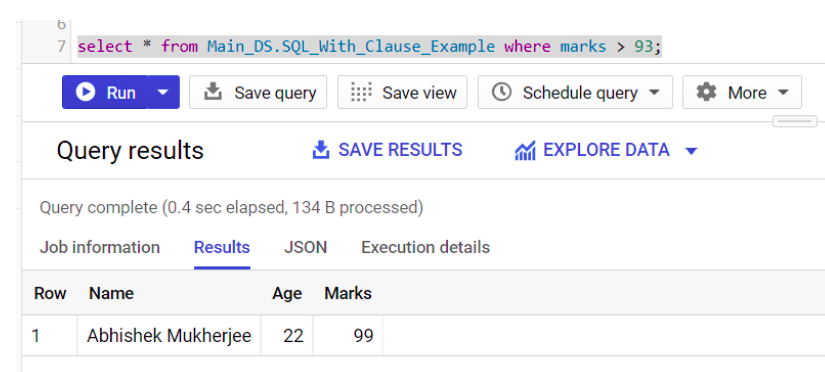 6
7 select * from Main_DS.SQL_With_Clause_Example where marks > 93;
Run Save query Save view Schedule query More
Query results SAVE RESULTS EXPLORE DATA
Query complete (0.4 sec elapsed, 134 B processed)
Job information Results JSON Execution details
Row Name Age Marks
1 Abhishek Mukherjee 22 99